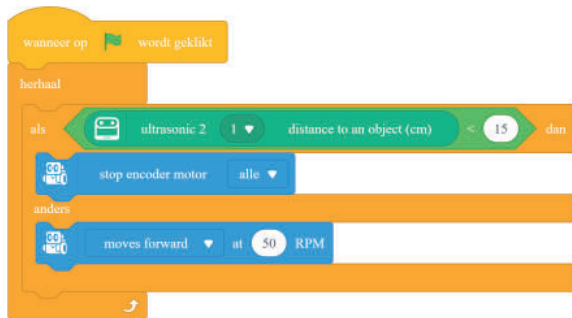 wanneer op wordt geklikt
herhaal
als ultrasonic 2 1 distance to an object (cm) < 15 dan
stop encoder motor alle
anders
moves forward at 50 RPM